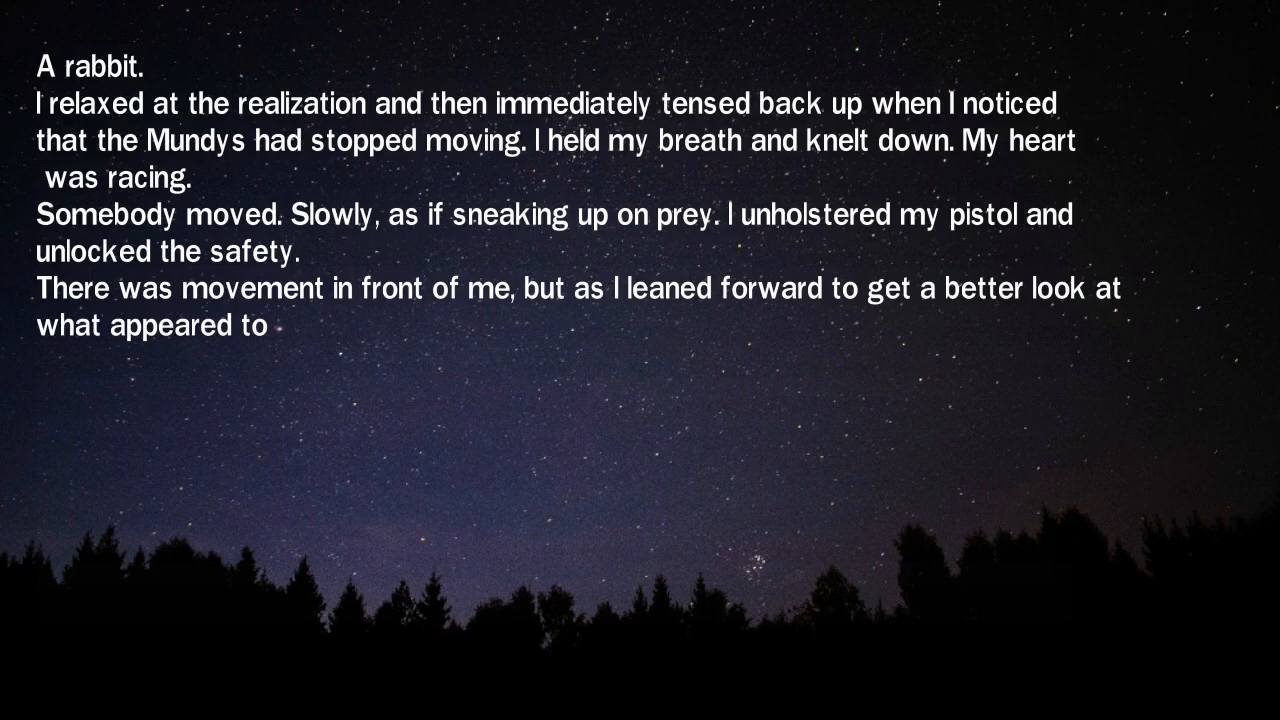 A rabbit.
I relaxed at the realization and then immediately tensed back up when I noticed
that the Mundys had stopped moving. I held my breath and knelt down. My heart
was racing.
Somebody moved. Slowly, as if sneaking up on prey. I unholstered my pistol and
unlocked the safety.
There was movement in front of me, but as I leaned forward to get a better look at
what appeared to